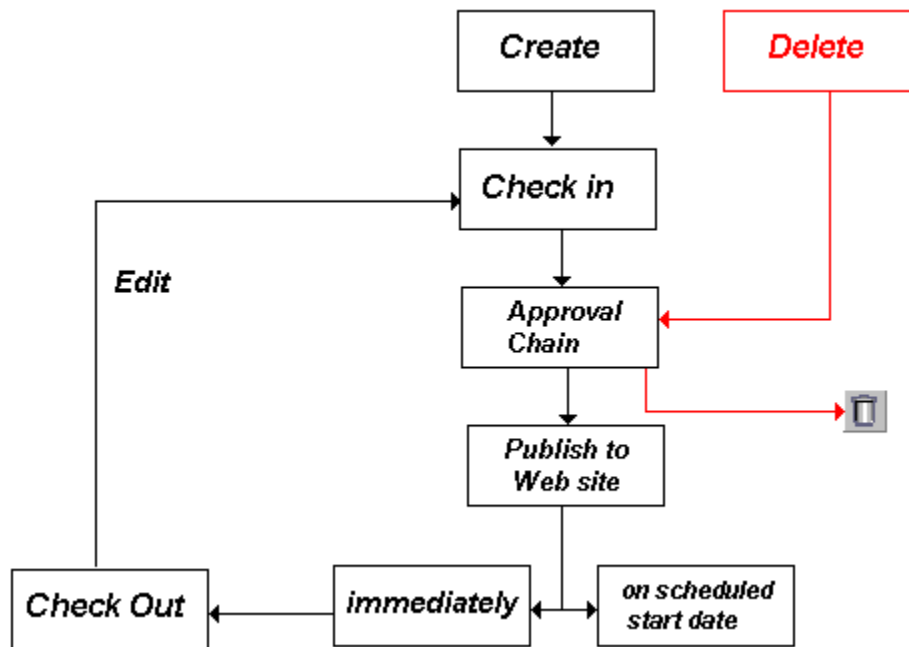 Create
Delete
Check in
Edit
Approval
Chain
Publish to
Web site
Check Out
immediately
on scheduled
start date